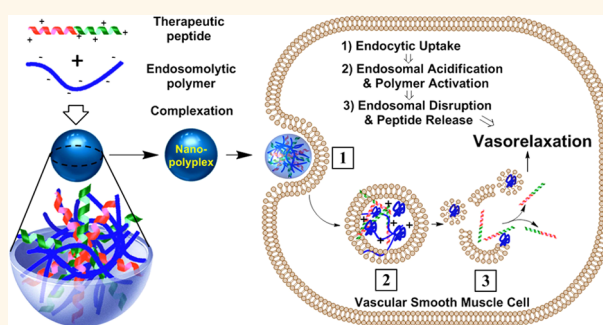 Therapeutic
peptide
+
Endosomolytic
polymer
Complexation
Nano-
polyplex
1) Endocytic Uptake
2) Endosomal Acidification
& Polymer Activation
3) Endosomal Disruption
& Peptide Release
Vasorelaxation
1
2
3
Vascular Smooth Muscle Cell